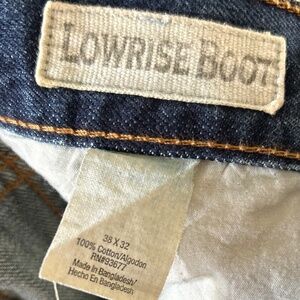 LOWRISE BOOT
38 X 32
100% Cotton/Algodon
RN#93677
Made In Bangladesh/
Hecho En Bangladesh